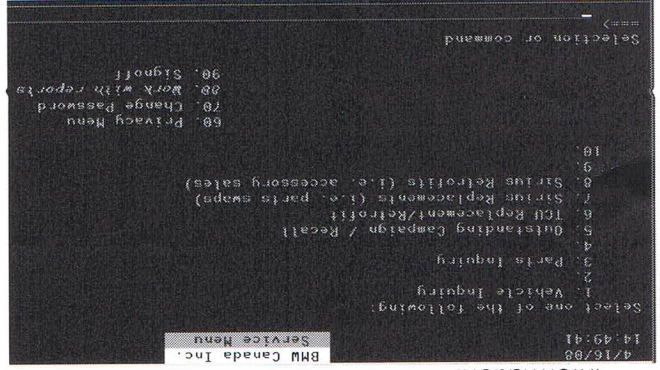 4/16/08 BMW Canada Inc.
14:49:41 Service Menu
Select one of the following:
1. Vehicle Inquiry
2.
3. Parts Inquiry
4.
5. Outstanding Campaign / Recall
6. TCU Replacement/Retrofit
7. Sirius Replacements (i.e. parts swaps)
8. Sirius Retrofits (i.e. accessory sales)
9.
10.
60. Privacy Menu
70. Change Password
80. Work with reports
90. Signoff
Selection or command
===>